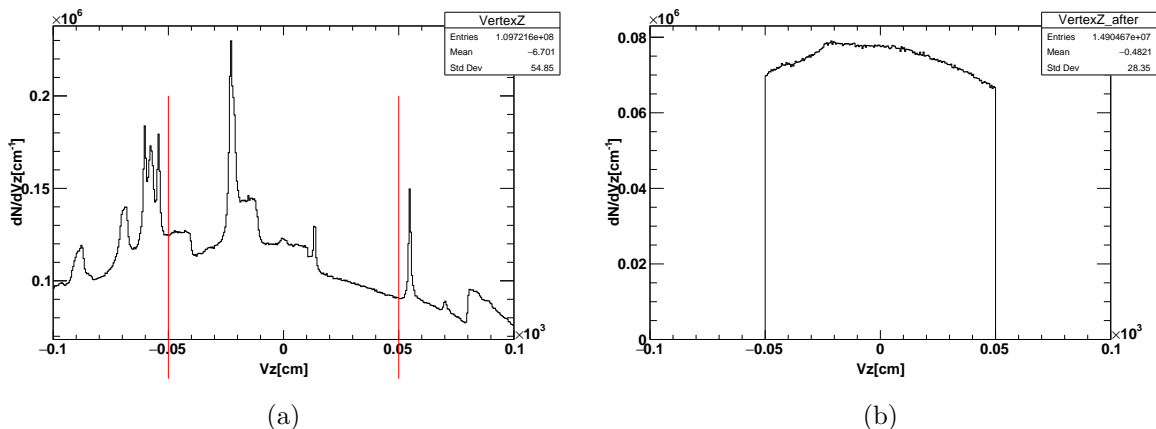 ×10⁶
VertexZ
Entries 1.097216e+08
Mean −6.701
Std Dev 54.85
dN/dVz[cm⁻¹]
0.2
0.15
0.1
−0.1 −0.05 0 0.05 0.1
×10³
Vz[cm]
(a)
×10⁶
VertexZ_after
Entries 1.490467e+07
Mean −0.4821
Std Dev 28.35
dN/dVz[cm⁻¹]
0.08
0.06
0.04
0.02
0
−0.1 −0.05 0 0.05 0.1
×10³
Vz[cm]
(b)